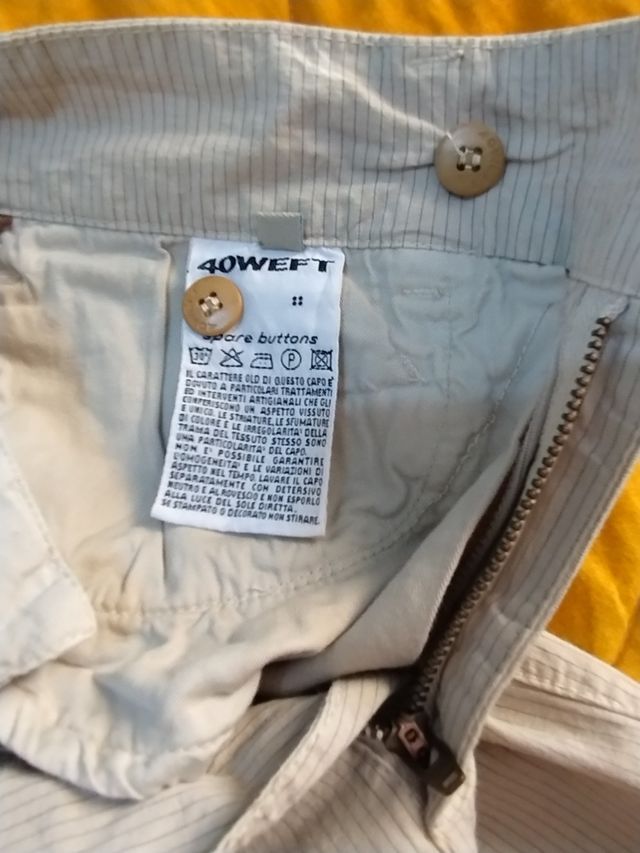 40WEFT
spare buttons
30°
P
IL CARATTERE OLD DI QUESTO CAPO E'
DOVUTO A PARTICOLARI TRATTAMENTI
ED INTERVENTI ARTIGIANALI CHE GLI
CONFERISCONO UN ASPETTO VISSUTO
E UNICO. LE STRIATURE, LE SFUMATURE
DI COLORE E LE IRREGOLARITA' DELLA
TRAMA DEL TESSUTO STESSO SONO
UNA PARTICOLARITA' DEL CAPO.
NON E' POSSIBILE GARANTIRE
L'OMOGENEITA' E LE VARIAZIONI DI
ASPETTO NEL TEMPO. LAVARE IL CAPO
SEPARATAMENTE CON DETERSIVO
NEUTRO E AL ROVESCIO E NON ESPORLO
ALLA LUCE DEL SOLE DIRETTA.
SE STAMPATO O DECORATO NON STIRARE.